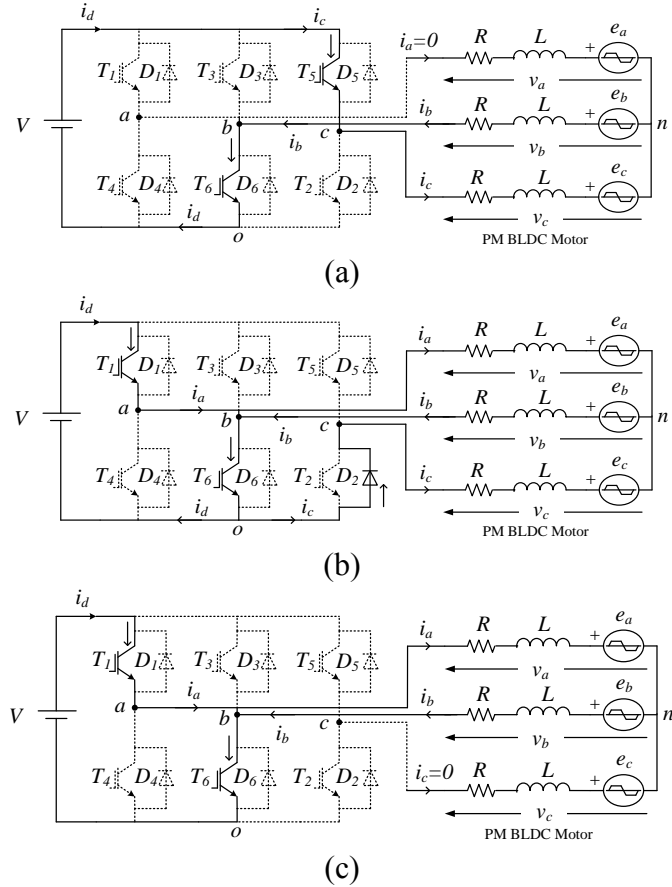 i_d i_c
i_a=0 R L + e_a
T_1 D_1 T_3 D_3 T_5 D_5
v_a
a i_b R L + e_b
V b c n
i_b v_b
T_4 D_4 T_6 D_6 T_2 D_2 i_c R L + e_c
i_d v_c
o PM BLDC Motor
(a)
i_d
i_a R L + e_a
T_1 D_1 T_3 D_3 T_5 D_5
v_a
a i_a i_b R L + e_b
V b c n
i_b v_b
T_4 D_4 T_6 D_6 T_2 D_2 i_c R L + e_c
i_d i_c v_c
o PM BLDC Motor
(b)
i_d
i_a R L + e_a
T_1 D_1 T_3 D_3 T_5 D_5
v_a
a i_a i_b R L + e_b
V b c n
i_b v_b
T_4 D_4 T_6 D_6 T_2 D_2 i_c=0 R L + e_c
v_c
o PM BLDC Motor
(c)